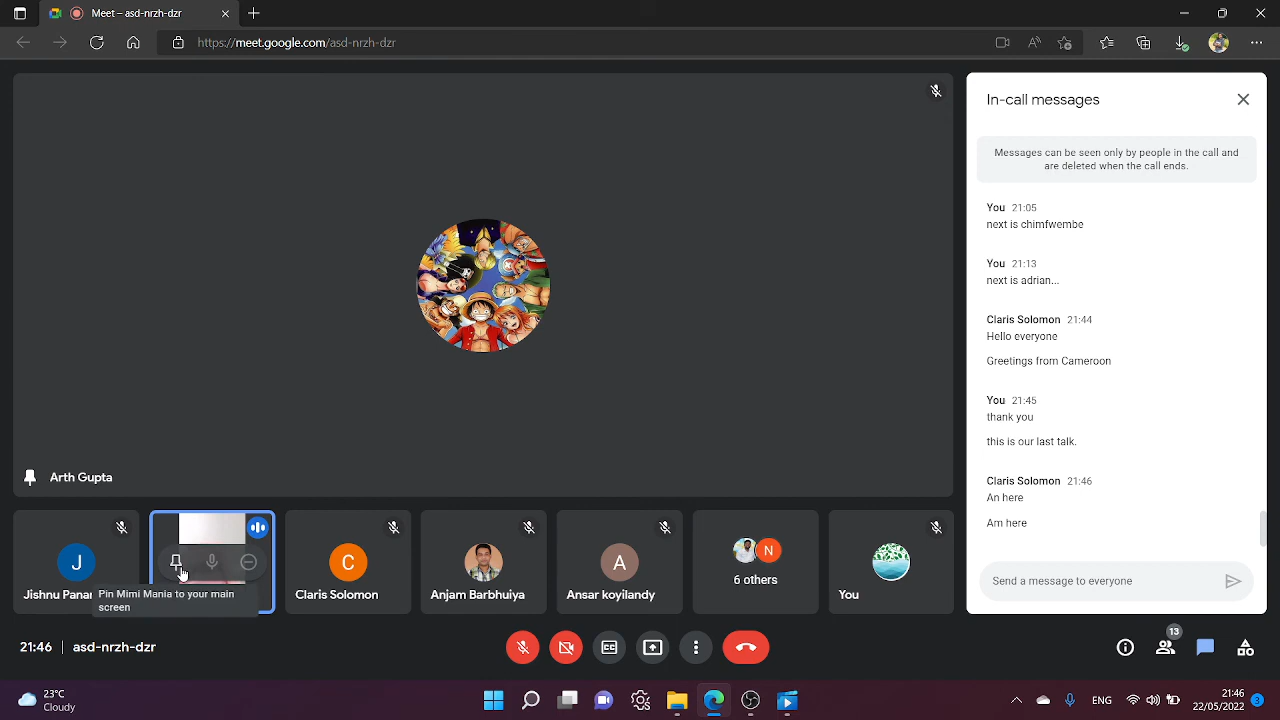 Meet – asd-nrzh-dzr
https://meet.google.com/asd-nrzh-dzr
Arth Gupta
In-call messages
Messages can be seen only by people in the call and
are deleted when the call ends.
You 21:05
next is chimfwembe
You 21:13
next is adrian...
Claris Solomon 21:44
Hello everyone
Greetings from Cameroon
You 21:45
thank you
this is our last talk.
Claris Solomon 21:46
An here
Am here
Send a message to everyone
J
Jishnu Panan
Pin Mimi Mania to your main
screen
C
Claris Solomon
Anjam Barbhuiya
A
Ansar koyilandy
N
6 others
You
21:46 | asd-nrzh-dzr
CC
13
23°C
Cloudy
ENG
21:46
22/05/2022
3